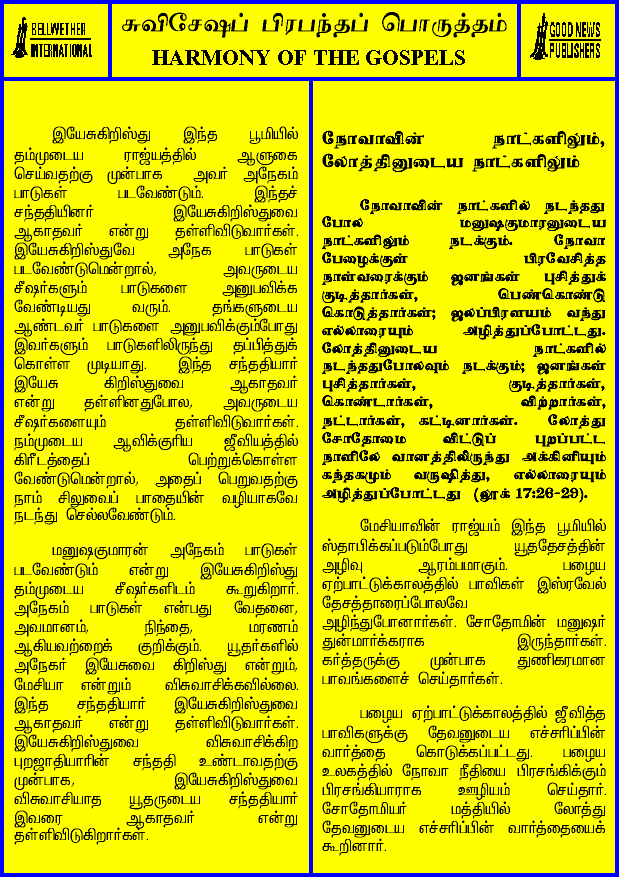 BELLWETHER
INTERNATIONAL
சுவிசேஷப் பிரபந்தப் பொருத்தம்
HARMONY OF THE GOSPELS
GOOD NEWS
PUBLISHERS
இயேசுகிறிஸ்து இந்த பூமியில்
தம்முடைய ராஜ்யத்தில் ஆளுகை
செய்வதற்கு முன்பாக அவர் அநேகம்
பாடுகள் படவேண்டும். இந்தச்
சந்ததியினர் இயேசுகிறிஸ்துவை
ஆகாதவர் என்று தள்ளிவிடுவார்கள்.
இயேசுகிறிஸ்துவே அநேக பாடுகள்
படவேண்டுமென்றால், அவருடைய
சீஷர்களும் பாடுகளை அனுபவிக்க
வேண்டியது வரும். தங்களுடைய
ஆண்டவர் பாடுகளை அனுபவிக்கும்போது
இவர்களும் பாடுகளிலிருந்து தப்பித்துக்
கொள்ள முடியாது. இந்த சந்ததியார்
இயேசு கிறிஸ்துவை ஆகாதவர்
என்று தள்ளினதுபோல, அவருடைய
சீஷர்களையும் தள்ளிவிடுவார்கள்.
நம்முடைய ஆவிக்குரிய ஜீவியத்தில்
கிரீடத்தைப் பெற்றுக்கொள்ள
வேண்டுமென்றால், அதைப் பெறுவதற்கு
நாம் சிலுவைப் பாதையின் வழியாகவே
நடந்து செல்லவேண்டும்.
மனுஷகுமாரன் அநேகம் பாடுகள்
படவேண்டும் என்று இயேசுகிறிஸ்து
தம்முடைய சீஷர்களிடம் கூறுகிறார்.
அநேகம் பாடுகள் என்பது வேதனை,
அவமானம், நிந்தை, மரணம்
ஆகியவற்றைக் குறிக்கும். யூதர்களில்
அநேகர் இயேசுவை கிறிஸ்து என்றும்,
மேசியா என்றும் விசுவாசிக்கவில்லை.
இந்த சந்ததியார் இயேசுகிறிஸ்துவை
ஆகாதவர் என்று தள்ளிவிடுவார்கள்.
இயேசுகிறிஸ்துவை விசுவாசிக்கிற
புறஜாதியாரின் சந்ததி உண்டாவதற்கு
முன்பாக, இயேசுகிறிஸ்துவை
விசுவாசியாத யூதருடைய சந்ததியார்
இவரை ஆகாதவர் என்று
தள்ளிவிடுகிறார்கள்.
நோவாவின் நாட்களிலும்,
லோத்தினுடைய நாட்களிலும்
நோவாவின் நாட்களில் நடந்தது
போல மனுஷகுமாரனுடைய
நாட்களிலும் நடக்கும். நோவா
பேழைக்குள் பிரவேசித்த
நாள்வரைக்கும் ஜனங்கள் புசித்துக்
குடித்தார்கள், பெண்கொண்டு
கொடுத்தார்கள்; ஜலப்பிரளயம் வந்து
எல்லாரையும் அழித்துப்போட்டது.
லோத்தினுடைய நாட்களில்
நடந்ததுபோலவும் நடக்கும்; ஜனங்கள்
புசித்தார்கள், குடித்தார்கள்,
கொண்டார்கள், விற்றார்கள்,
நட்டார்கள், கட்டினார்கள். லோத்து
சோதோமை விட்டுப் புறப்பட்ட
நாளிலே வானத்திலிருந்து அக்கினியும்
கந்தகமும் வருஷித்து, எல்லாரையும்
அழித்துப்போட்டது (லூக் 17:26-29).
மேசியாவின் ராஜ்யம் இந்த பூமியில்
ஸ்தாபிக்கப்படும்போது யூததேசத்தின்
அழிவு ஆரம்பமாகும். பழைய
ஏற்பாட்டுக்காலத்தில் பாவிகள் இஸ்ரவேல்
தேசத்தாரைப்போலவே
அழிந்துபோனார்கள். சோதோமின் மனுஷர்
துன்மார்க்கராக இருந்தார்கள்.
கர்த்தருக்கு முன்பாக துணிகரமான
பாவங்களைச் செய்தார்கள்.
பழைய ஏற்பாட்டுக்காலத்தில் ஜீவித்த
பாவிகளுக்கு தேவனுடைய எச்சரிப்பின்
வார்த்தை கொடுக்கப்பட்டது. பழைய
உலகத்தில் நோவா நீதியை பிரசங்கிக்கும்
பிரசங்கியாராக ஊழியம் செய்தார்.
சோதோமியர் மத்தியில் லோத்து
தேவனுடைய எச்சரிப்பின் வார்த்தையைக்
கூறினார்.